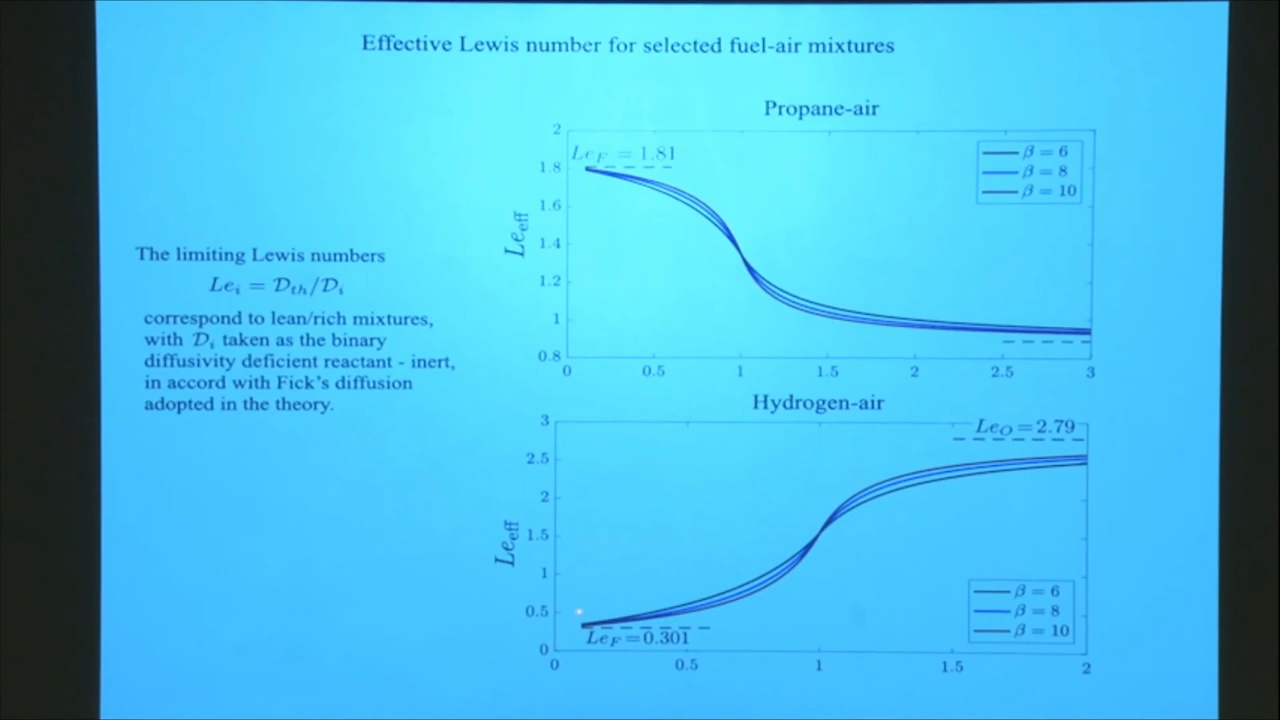 Effective Lewis number for selected fuel-air mixtures
The limiting Lewis numbers
Le_i = 𝒟_th/𝒟_i
correspond to lean/rich mixtures,
with 𝒟_i taken as the binary
diffusivity deficient reactant - inert,
in accord with Fick's diffusion
adopted in the theory.
Propane-air
Le_F = 1.81
β = 6
β = 8
β = 10
Le_eff
2
1.8
1.6
1.4
1.2
1
0.8
0 0.5 1 1.5 2 2.5 3
Hydrogen-air
Le_O = 2.79
Le_eff
3
2.5
2
1.5
1
0.5
0
β = 6
β = 8
β = 10
Le_F = 0.301
0 0.5 1 1.5 2